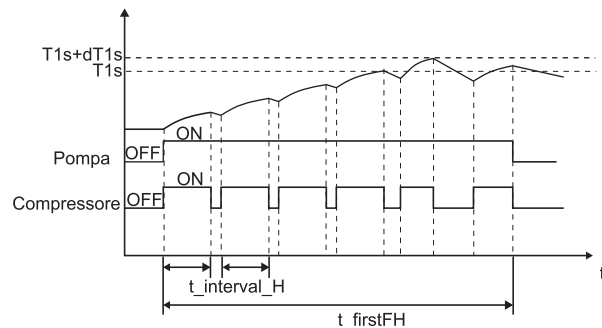 T1s+dT1s
T1s
ON
Pompa
OFF
ON
Compressore
OFF
t
t_interval_H
t_firstFH